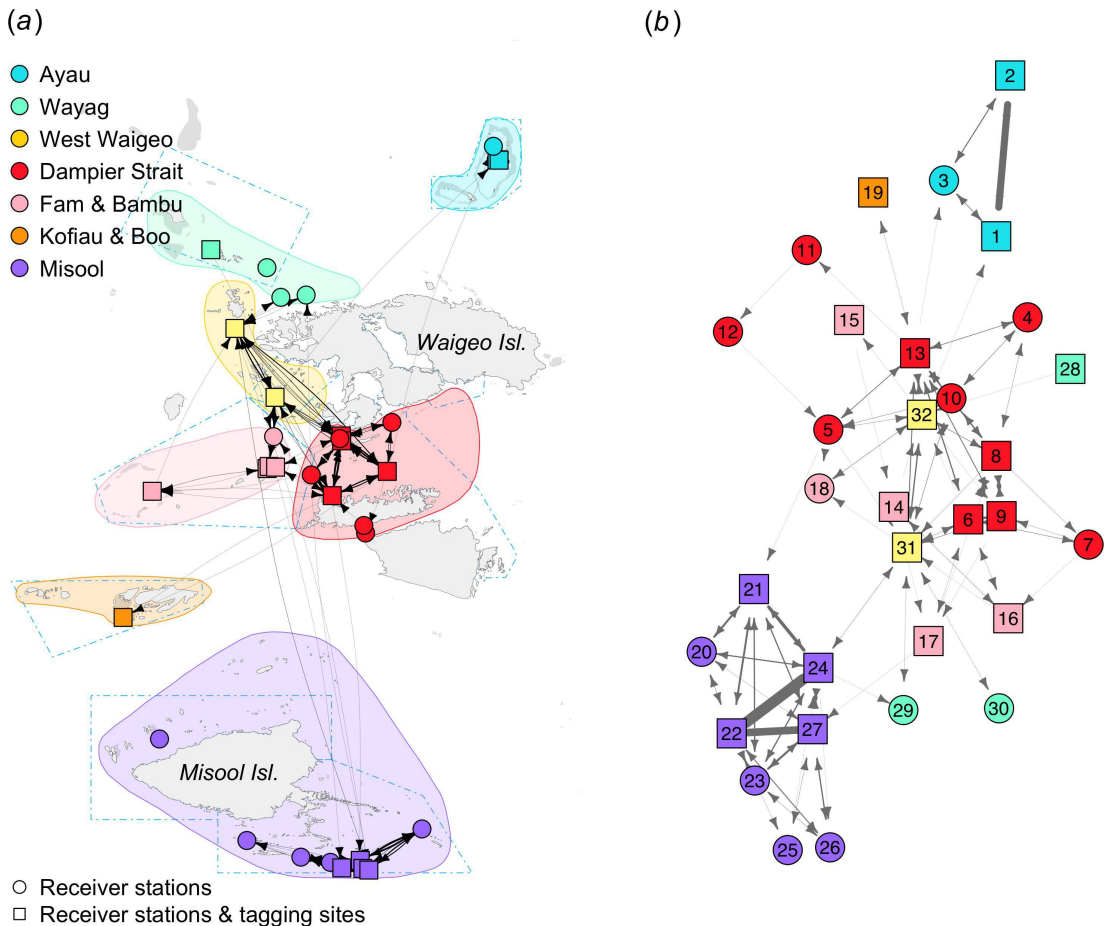 (a)
Ayau
Wayag
West Waigeo
Dampier Strait
Fam & Bambu
Kofiau & Boo
Misool
Waigeo Isl.
Misool Isl.
Receiver stations
Receiver stations & tagging sites
(b)
2
3
19
1
11
15
4
12
13
28
10
32
5
8
18
14
9
6
31
7
21
16
17
20
24
29
30
27
22
23
25
26